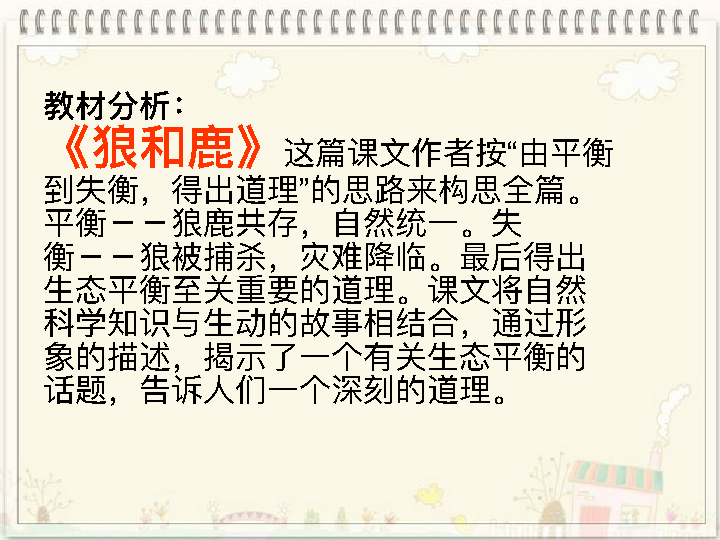 教材分析：
《狼和鹿》这篇课文作者按“由平衡
到失衡，得出道理”的思路来构思全篇。
平衡－－狼鹿共存，自然统一。失
衡－－狼被捕杀，灾难降临。最后得出
生态平衡至关重要的道理。课文将自然
科学知识与生动的故事相结合，通过形
象的描述，揭示了一个有关生态平衡的
话题，告诉人们一个深刻的道理。